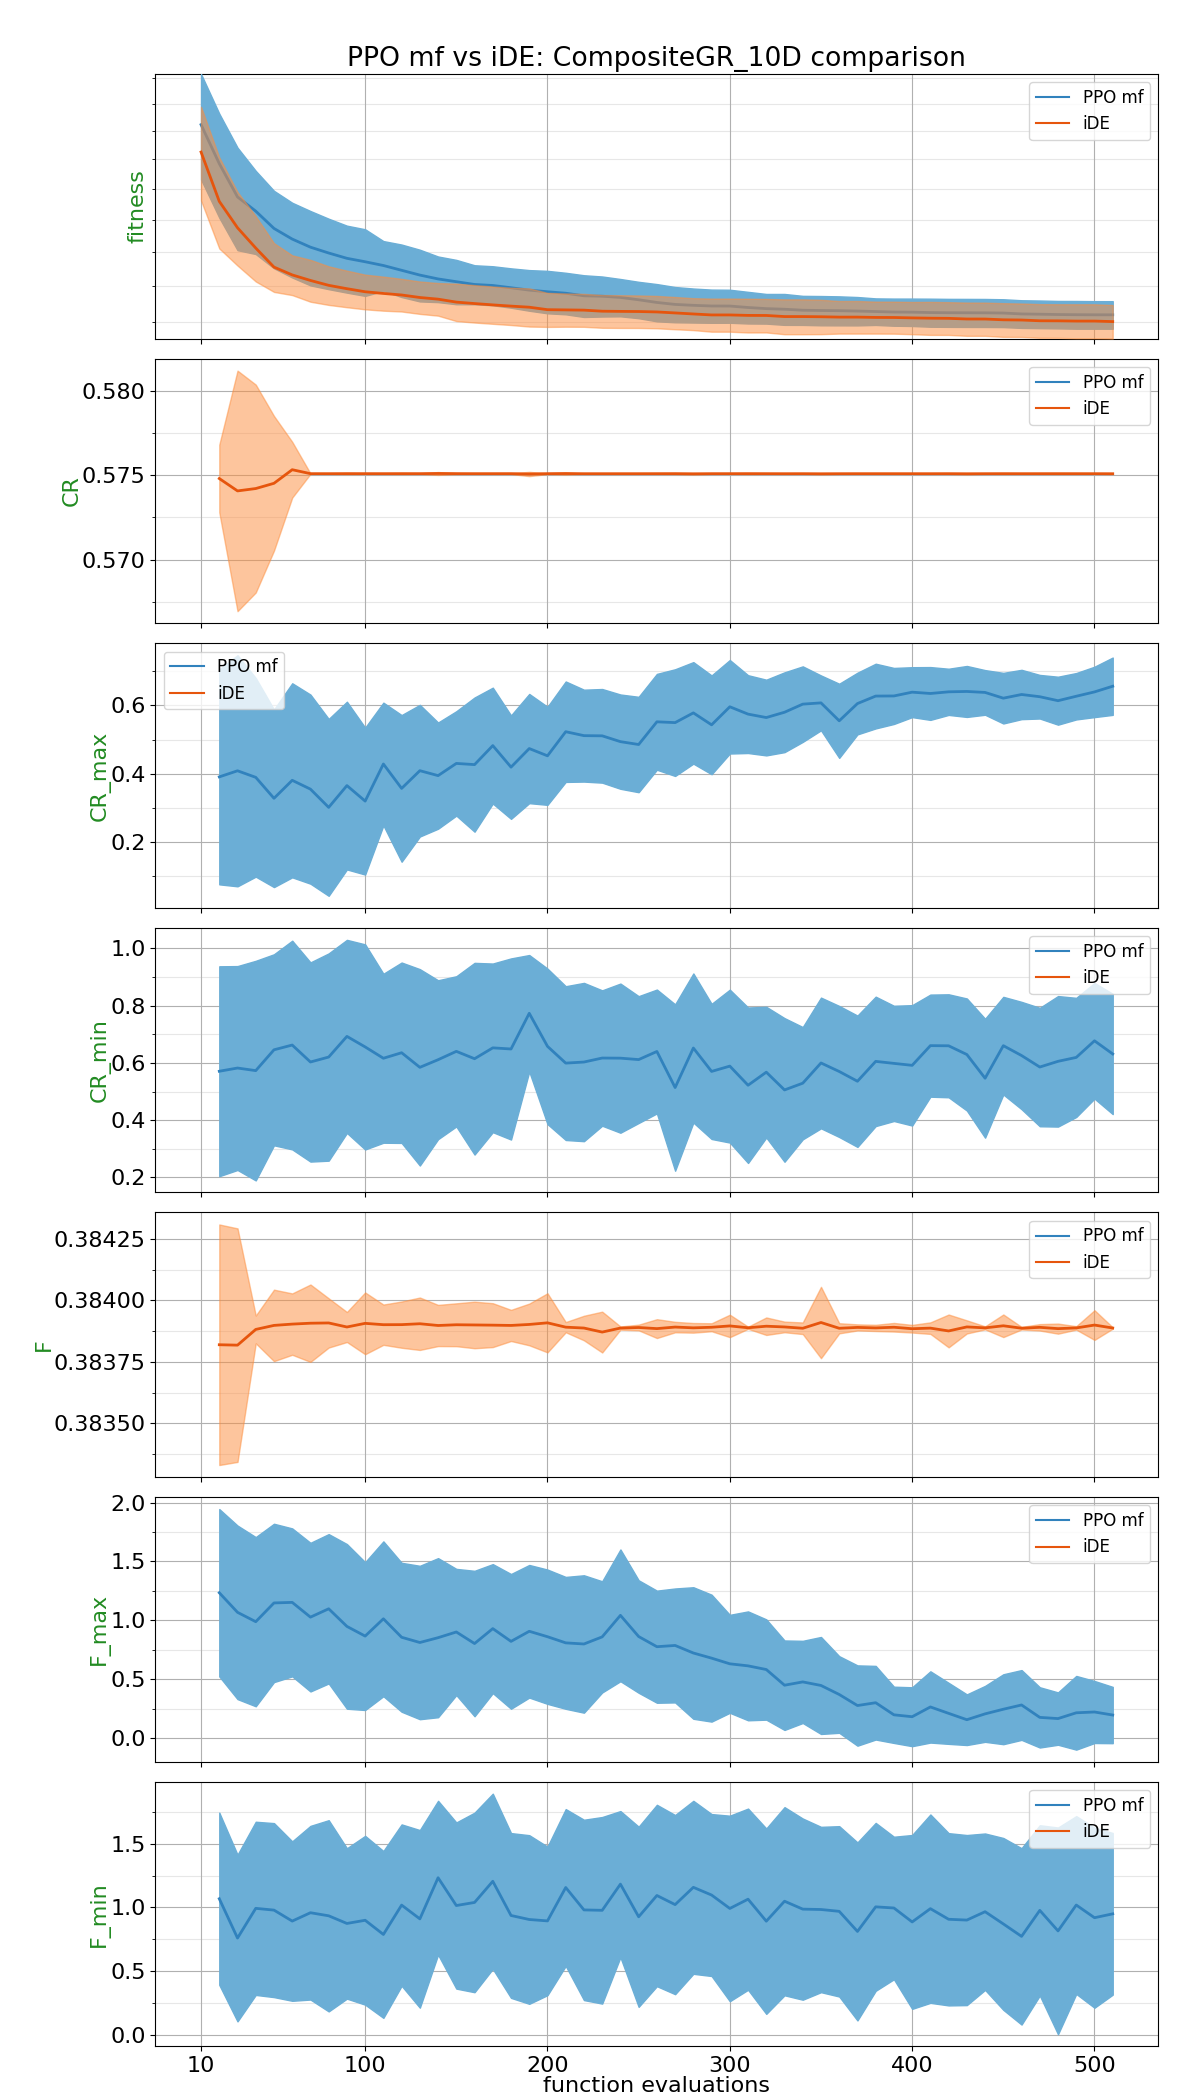 PPO mf vs iDE: CompositeGR_10D comparison
fitness
PPO mf
iDE
CR
0.580
0.575
0.570
PPO mf
iDE
CR_max
0.6
0.4
0.2
PPO mf
iDE
CR_min
1.0
0.8
0.6
0.4
0.2
PPO mf
iDE
F
0.38425
0.38400
0.38375
0.38350
PPO mf
iDE
F_max
2.0
1.5
1.0
0.5
0.0
PPO mf
iDE
F_min
1.5
1.0
0.5
0.0
PPO mf
iDE
10 100 200 300 400 500
function evaluations